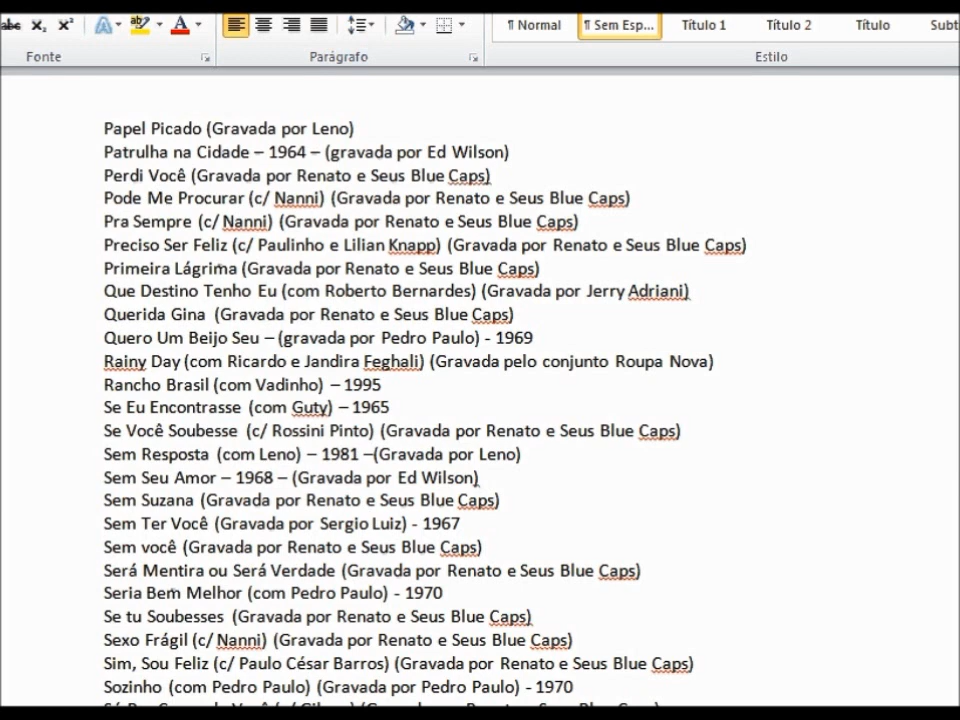 abc X₂ X² A ab A ¶ Normal ¶ Sem Esp... Título 1 Título 2 Título
Fonte Parágrafo Estilo
Papel Picado (Gravada por Leno)
Patrulha na Cidade – 1964 – (gravada por Ed Wilson)
Perdi Você (Gravada por Renato e Seus Blue Caps)
Pode Me Procurar (c/ Nanni) (Gravada por Renato e Seus Blue Caps)
Pra Sempre (c/ Nanni) (Gravada por Renato e Seus Blue Caps)
Preciso Ser Feliz (c/ Paulinho e Lilian Knapp) (Gravada por Renato e Seus Blue Caps)
Primeira Lágrima (Gravada por Renato e Seus Blue Caps)
Que Destino Tenho Eu (com Roberto Bernardes) (Gravada por Jerry Adriani)
Querida Gina  (Gravada por Renato e Seus Blue Caps)
Quero Um Beijo Seu – (gravada por Pedro Paulo) - 1969
Rainy Day (com Ricardo e Jandira Feghali) (Gravada pelo conjunto Roupa Nova)
Rancho Brasil (com Vadinho) – 1995
Se Eu Encontrasse (com Guty) – 1965
Se Você Soubesse (c/ Rossini Pinto) (Gravada por Renato e Seus Blue Caps)
Sem Resposta (com Leno) – 1981 –(Gravada por Leno)
Sem Seu Amor – 1968 – (Gravada por Ed Wilson)
Sem Suzana (Gravada por Renato e Seus Blue Caps)
Sem Ter Você (Gravada por Sergio Luiz) - 1967
Sem você (Gravada por Renato e Seus Blue Caps)
Será Mentira ou Será Verdade (Gravada por Renato e Seus Blue Caps)
Seria Bem Melhor (com Pedro Paulo) - 1970
Se tu Soubesses (Gravada por Renato e Seus Blue Caps)
Sexo Frágil (c/ Nanni) (Gravada por Renato e Seus Blue Caps)
Sim, Sou Feliz (c/ Paulo César Barros) (Gravada por Renato e Seus Blue Caps)
Sozinho (com Pedro Paulo) (Gravada por Pedro Paulo) - 1970